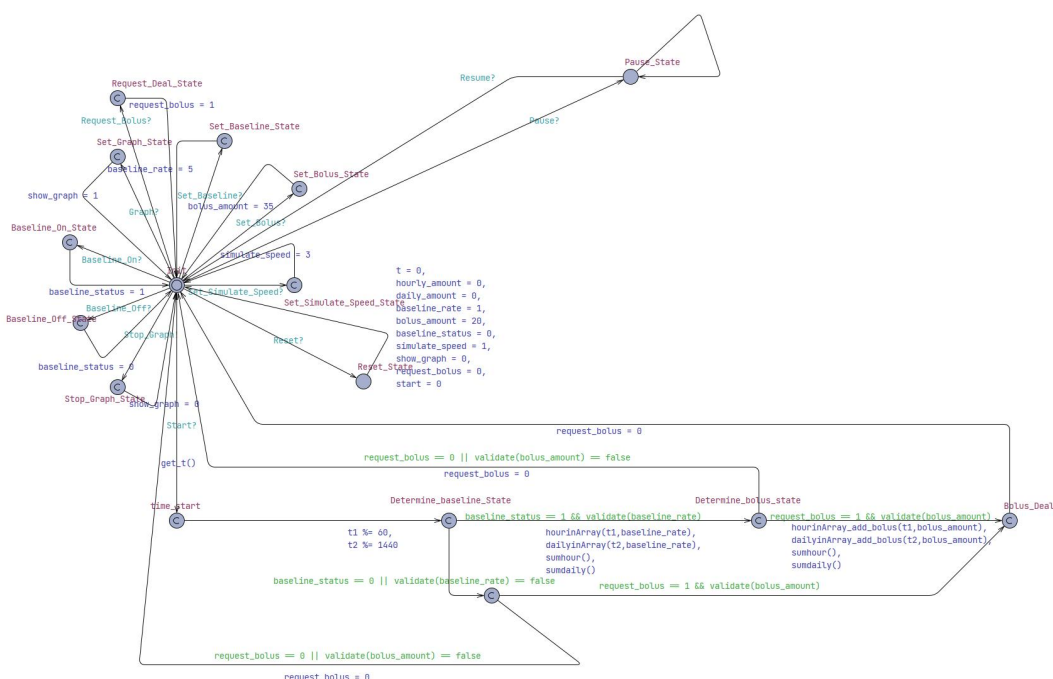 Pause_State
Resume?
Request_Deal_State
request_bolus = 1
Request_Bolus?
Pause?
Set_Baseline_State
Set_Graph_State
baseline_rate = 5
Set_Bolus_State
show_graph = 1
Set_Baseline?
bolus_amount = 35
Graph?
Set_Bolus?
Baseline_On_State
simulate_speed = 3
Baseline_On?
t = 0,
hourly_amount = 0,
daily_amount = 0,
baseline_rate = 1,
bolus_amount = 20,
baseline_status = 0,
simulate_speed = 1,
show_graph = 0,
request_bolus = 0,
start = 0
baseline_status = 1
Set_Simulate_Speed?
Set_Simulate_Speed_State
Baseline_Off?
Baseline_Off_State
Stop_Graph
Reset?
baseline_status = 0
Reset_State
Stop_Graph_State
show_graph = 0
Start?
request_bolus = 0
get_t()
request_bolus == 0 || validate(bolus_amount) == false
request_bolus = 0
time_start
Determine_baseline_State
Determine_bolus_state
Bolus_Deal
baseline_status == 1 && validate(baseline_rate)
request_bolus == 1 && validate(bolus_amount)
t1 %= 60,
t2 %= 1440
hourinArray(t1,baseline_rate),
dailyinArray(t2,baseline_rate),
sumhour(),
sumdaily()
hourinArray_add_bolus(t1,bolus_amount),
dailyinArray_add_bolus(t2,bolus_amount),
sumhour(),
sumdaily()
baseline_status == 0 || validate(baseline_rate) == false
request_bolus == 1 && validate(bolus_amount)
request_bolus == 0 || validate(bolus_amount) == false
request_bolus = 0